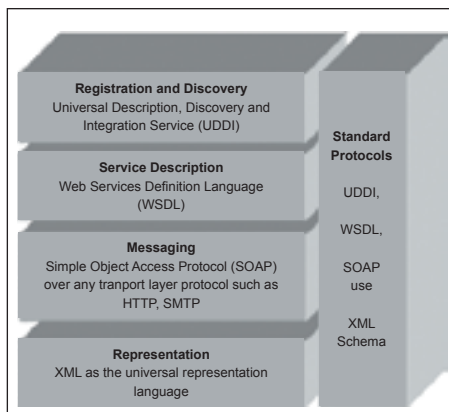 Registration and Discovery
Universal Description, Discovery and
Integration Service (UDDI)
Service Description
Web Services Definition Language
(WSDL)
Messaging
Simple Object Access Protocol (SOAP)
over any tranport layer protocol such as
HTTP, SMTP
Representation
XML as the universal representation
language
Standard
Protocols
UDDI,
WSDL,
SOAP
use
XML
Schema